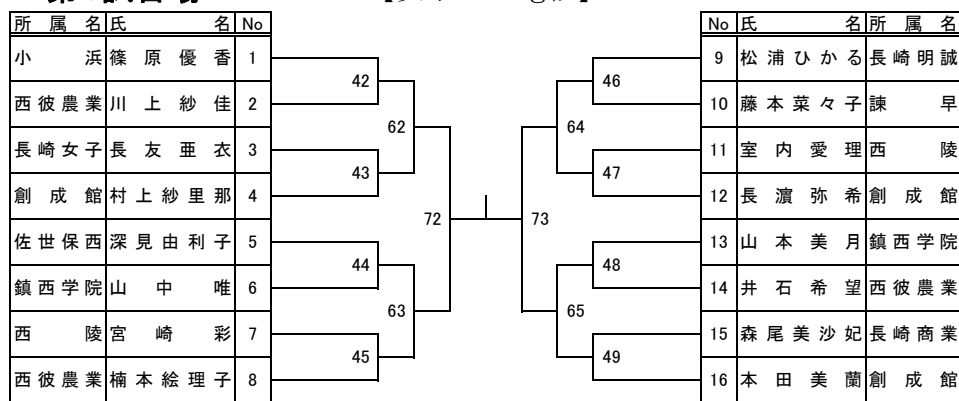 所属名 氏名 No
小浜 篠原優香 1
西彼農業 川上紗佳 2
長崎女子 長友亜衣 3
創成館 村上紗里那 4
佐世保西 深見由利子 5
鎮西学院 山中唯 6
西陵 宮崎彩 7
西彼農業 楠本絵理子 8
42
43
44
45
62
63
72
73
64
65
46
47
48
49
No 氏名 所属名
9 松浦ひかる 長崎明誠
10 藤本菜々子 諫早
11 室内愛理 西陵
12 長濵弥希 創成館
13 山本美月 鎮西学院
14 井石希望 西彼農業
15 森尾美沙妃 長崎商業
16 本田美蘭 創成館